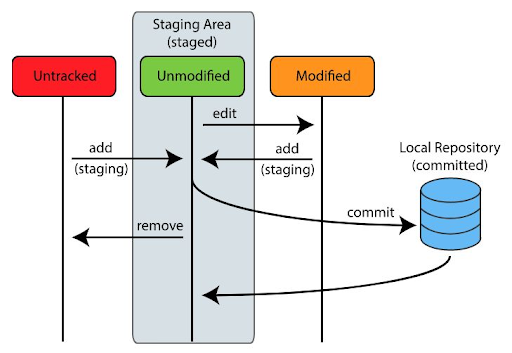 Staging Area
(staged)
Untracked
Unmodified
Modified
edit
add
(staging)
add
(staging)
Local Repository
(committed)
commit
remove